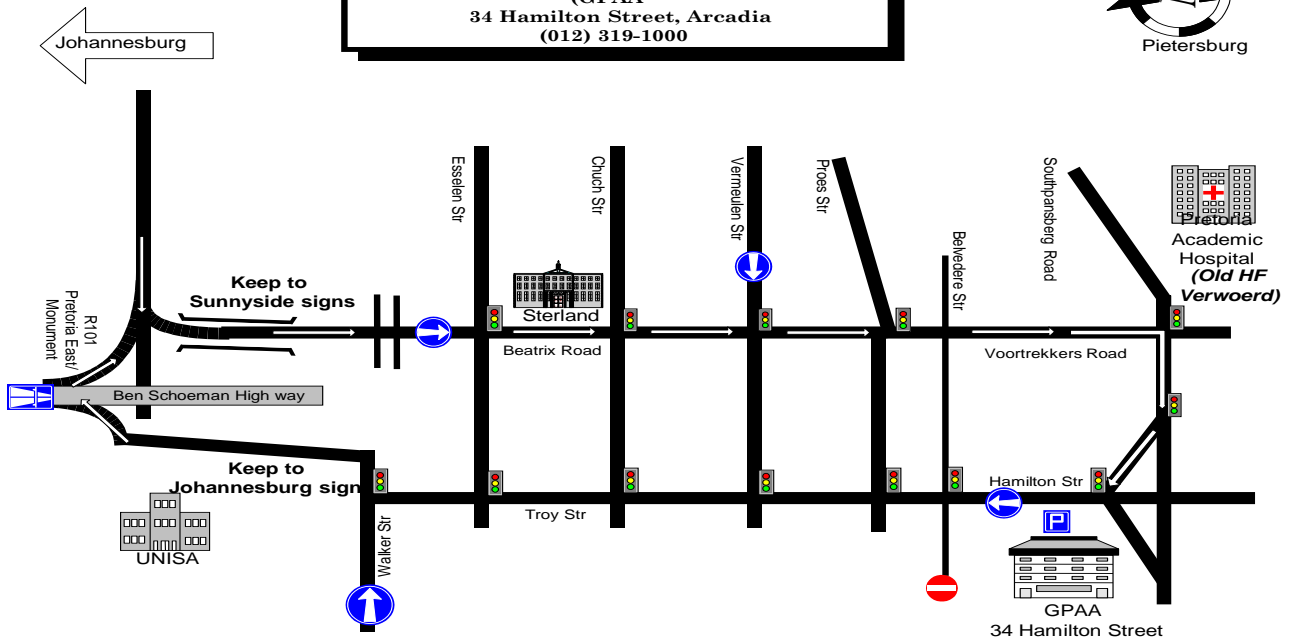 (GPAA
34 Hamilton Street, Arcadia
(012) 319-1000
Johannesburg
Pietersburg
Esselen Str
Chuch Str
Vermeulen Str
Proes Str
Belvedere Str
Southpansberg Road
Pretoria
Academic
Hospital
(Old HF
Verwoerd)
Keep to
Sunnyside signs
R101
Pretoria East/
Monument
Sterland
Beatrix Road
Voortrekkers Road
Ben Schoeman High way
Keep to
Johannesburg sign
Hamilton Str
Troy Str
P
UNISA
Walker Str
GPAA
34 Hamilton Street